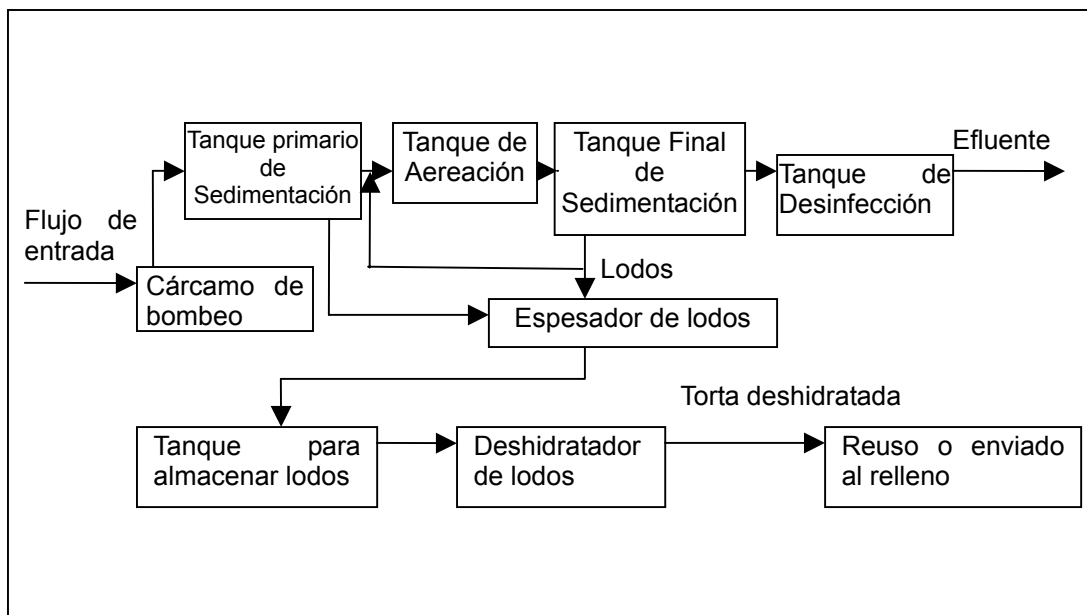 Tanque primario
de
Sedimentación
Tanque de
Aereación
Tanque Final
de
Sedimentación
Tanque de
Desinfección
Efluente
Flujo de
entrada
Cárcamo de
bombeo
Lodos
Espesador de lodos
Tanque para
almacenar lodos
Deshidratador
de lodos
Torta deshidratada
Reuso o enviado
al relleno